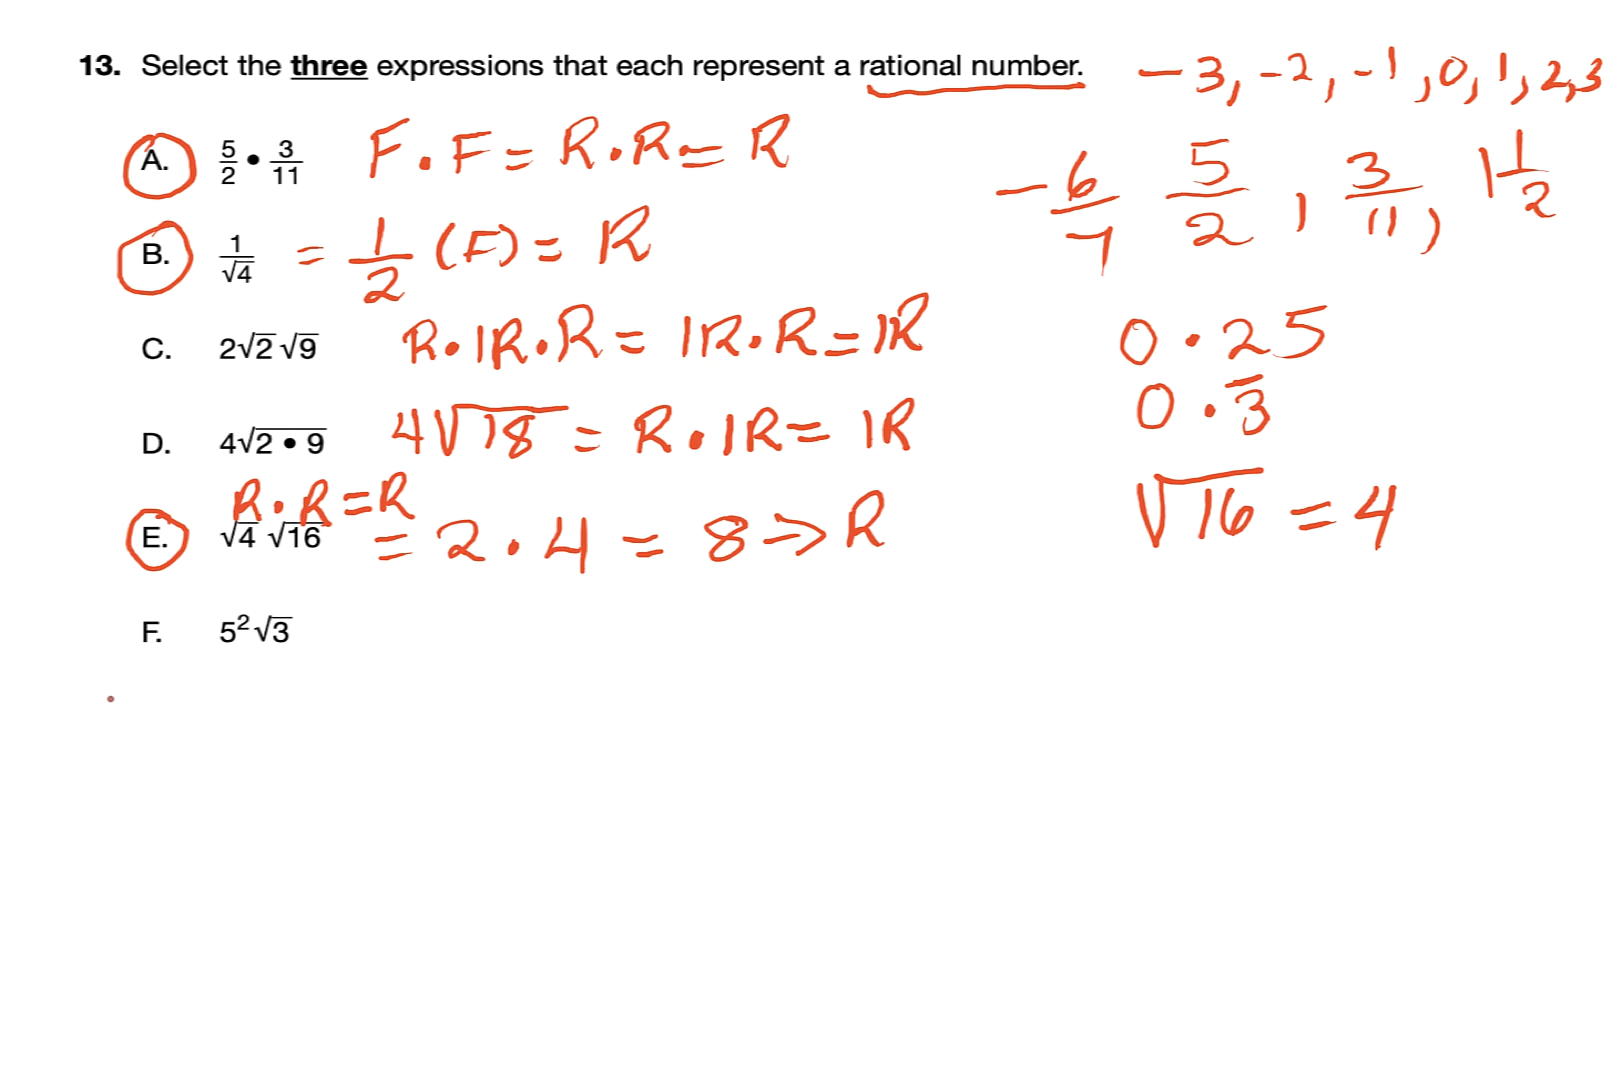 13. Select the three expressions that each represent a rational number. -3, -2, -1, 0, 1, 2, 3
A. 5/2 • 3/11 F . F = R . R = R
-6/7 5/2 , 3/11 , 1 1/2
B. 1/√4 = 1/2 (F) = R
C. 2√2 √9 R . IR . R = IR . R = IR
0.25
0.3̅
D. 4√(2 • 9) 4√18 = R . IR = IR
R . R = R
E. √4 √16 = 2 . 4 = 8 → R
√16 = 4
F. 5²√3